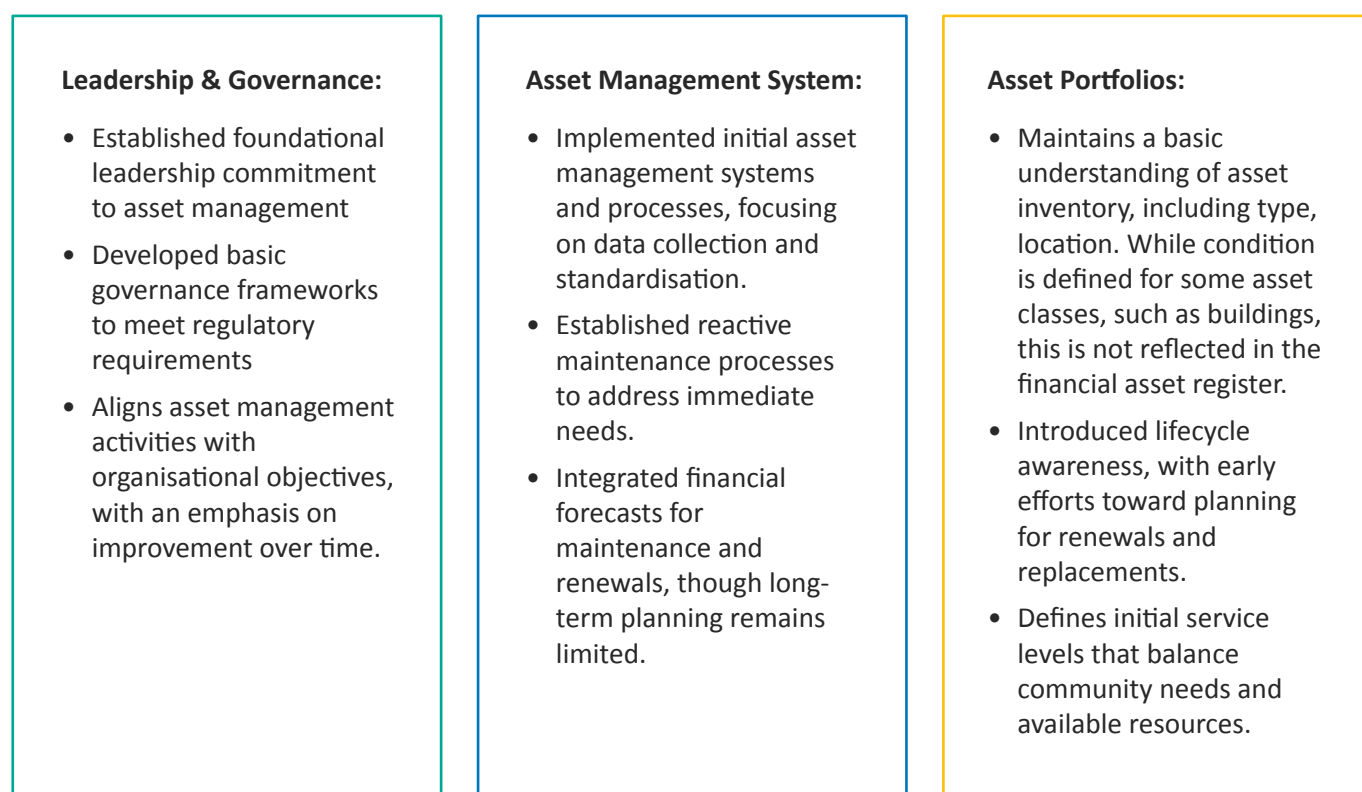 Leadership & Governance:
• Established foundational
leadership commitment
to asset management
• Developed basic
governance frameworks
to meet regulatory
requirements
• Aligns asset management
activities with
organisational objectives,
with an emphasis on
improvement over time.
Asset Management System:
• Implemented initial asset
management systems
and processes, focusing
on data collection and
standardisation.
• Established reactive
maintenance processes
to address immediate
needs.
• Integrated financial
forecasts for
maintenance and
renewals, though long-
term planning remains
limited.
Asset Portfolios:
• Maintains a basic
understanding of asset
inventory, including type,
location. While condition
is defined for some asset
classes, such as buildings,
this is not reflected in the
financial asset register.
• Introduced lifecycle
awareness, with early
efforts toward planning
for renewals and
replacements.
• Defines initial service
levels that balance
community needs and
available resources.